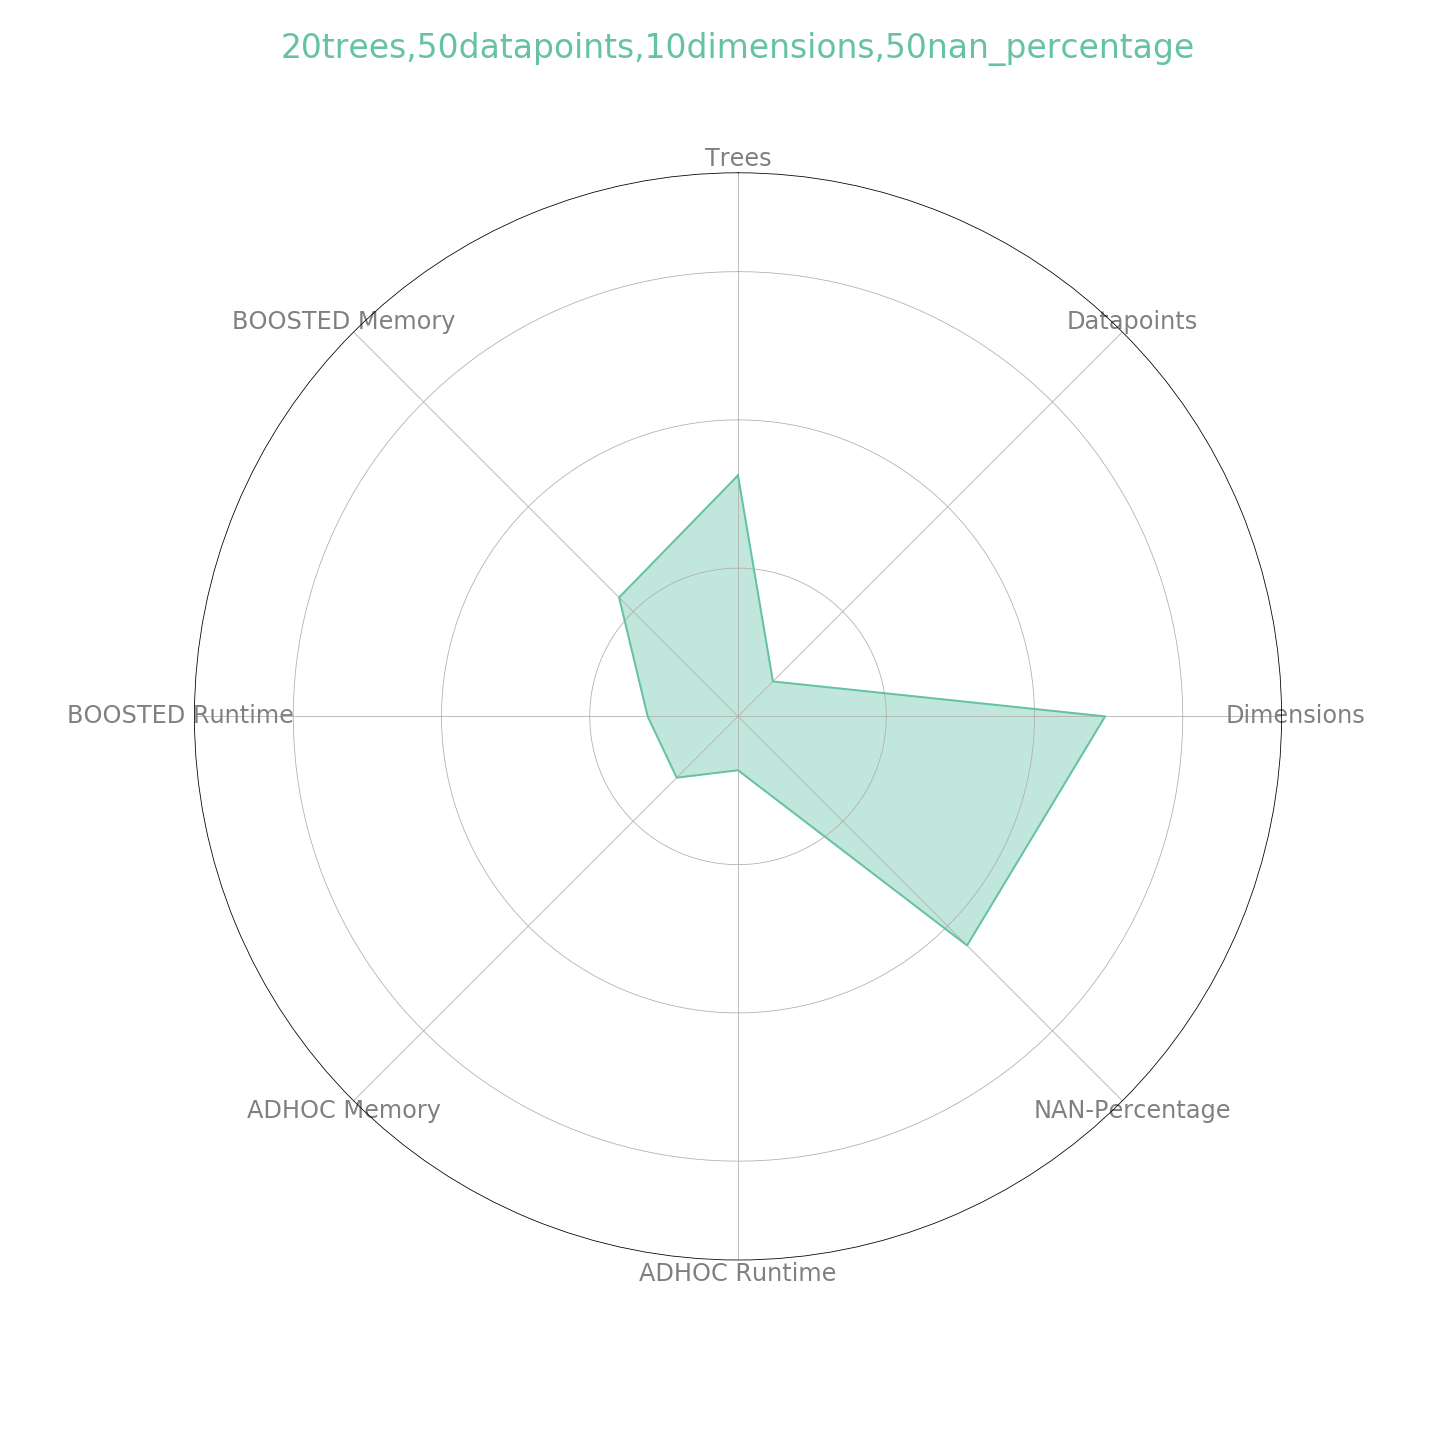 20trees,50datapoints,10dimensions,50nan_percentage
Trees
BOOSTED Memory
Datapoints
BOOSTED Runtime
Dimensions
ADHOC Memory
NAN-Percentage
ADHOC Runtime